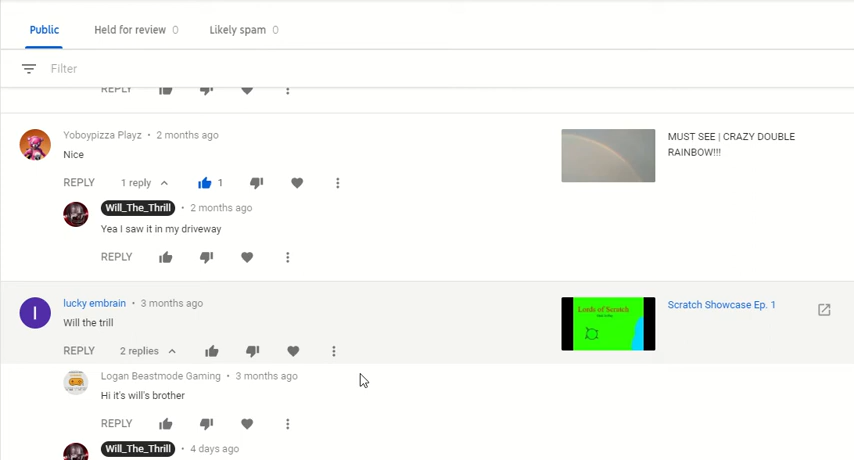 Public Held for review 0 Likely spam 0
Filter
REPLY
Yoboypizza Playz • 2 months ago
Nice
MUST SEE | CRAZY DOUBLE
RAINBOW!!!
REPLY 1 reply 1
Will_The_Thrill • 2 months ago
Yea I saw it in my driveway
REPLY
I
lucky embrain • 3 months ago
Will the trill
Lords of Scratch
Scratch Showcase Ep. 1
REPLY 2 replies
Logan Beastmode Gaming • 3 months ago
Hi it's will's brother
REPLY
Will_The_Thrill • 4 days ago